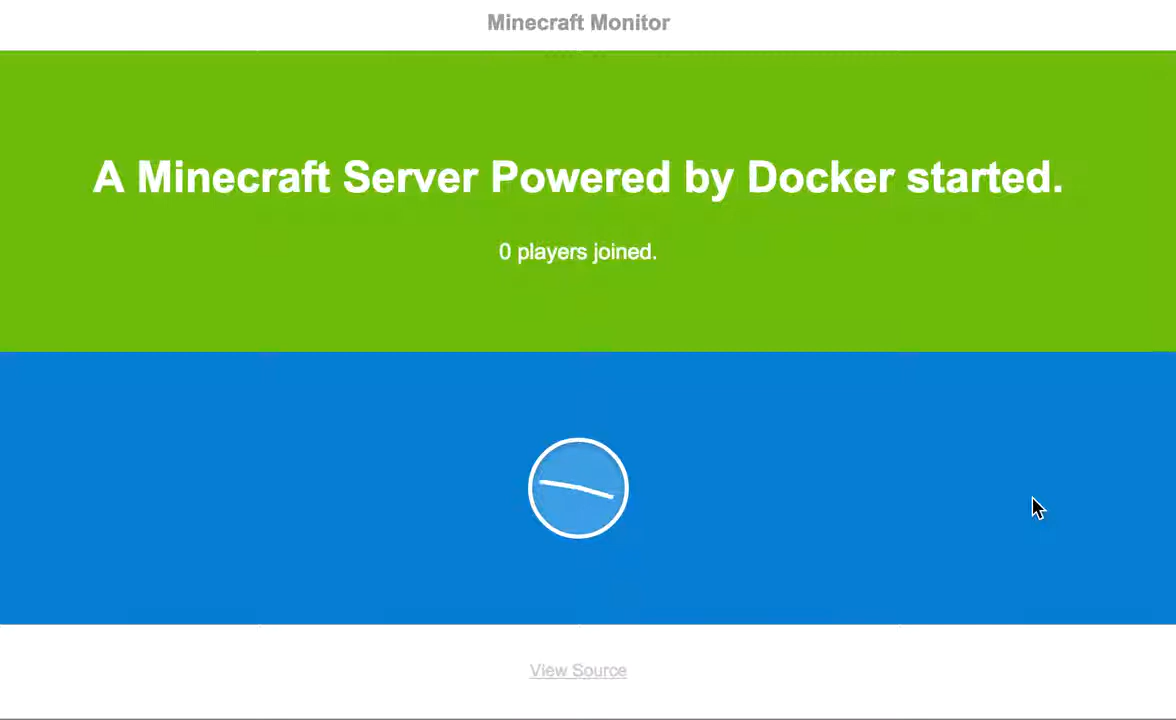 Minecraft Monitor
A Minecraft Server Powered by Docker started.
0 players joined.
View Source